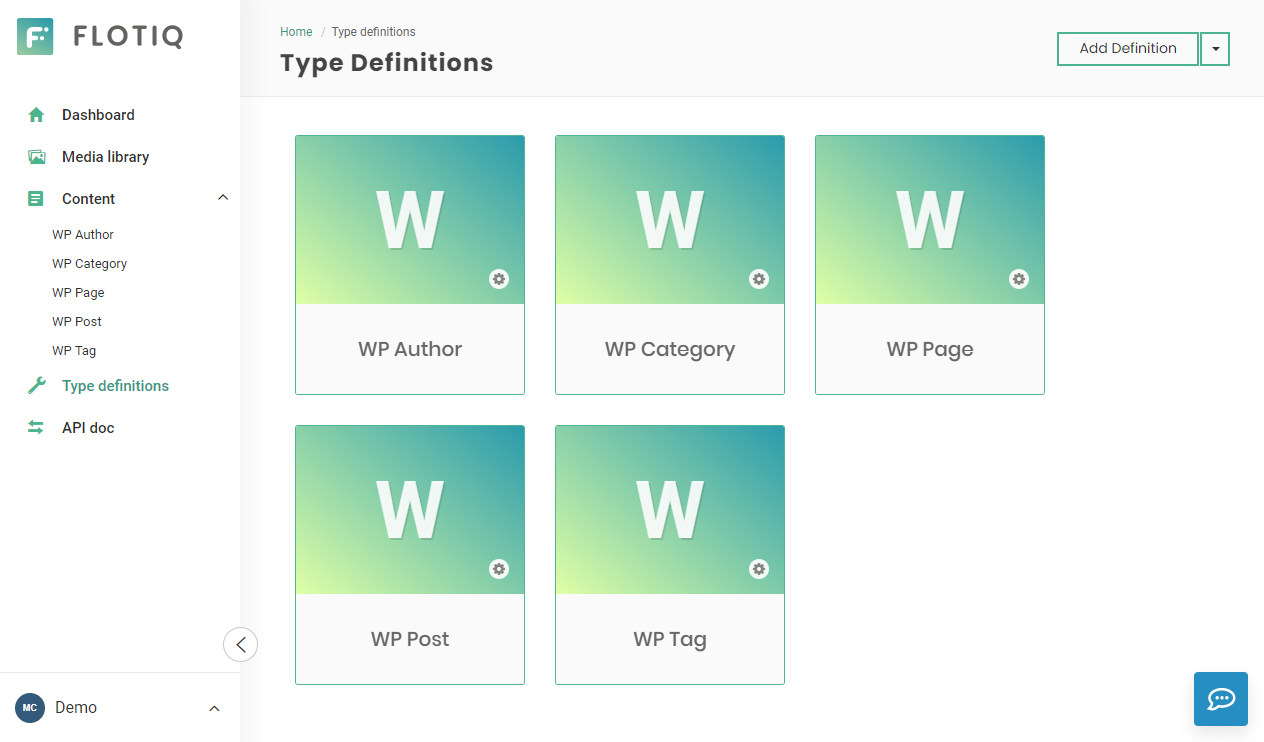 FLOTIQ
Dashboard
Media library
Content
WP Author
WP Category
WP Page
WP Post
WP Tag
Type definitions
API doc
MC Demo
Home / Type definitions
Type Definitions
Add Definition
W W W
WP Author WP Category WP Page
W W
WP Post WP Tag